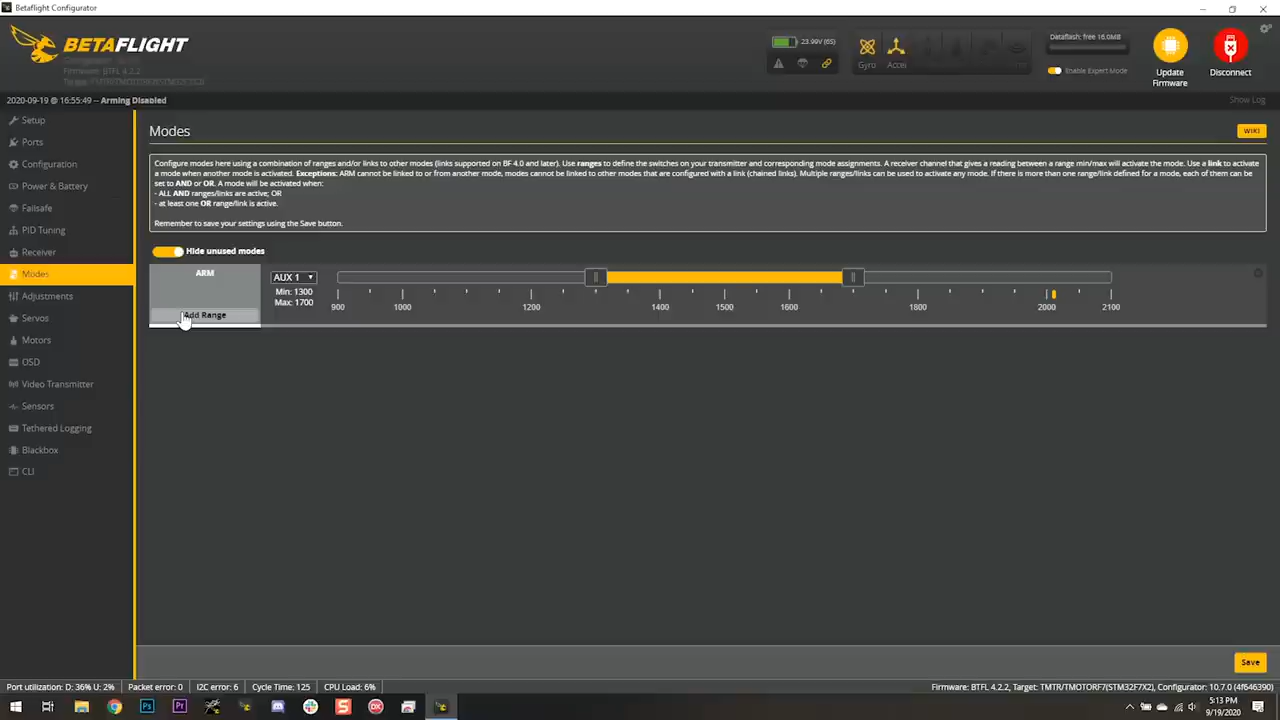 Betaflight Configurator
BETAFLIGHT
Firmware: BTFL 4.2.2
23.99V (6S)
Gyro
Accel
Dataflash: free 16.0MB
Enable Expert Mode
Update
Firmware
Disconnect
2020-09-19 @ 16:55:49 -- Arming Disabled
Show Log
Setup
Ports
Configuration
Power & Battery
Failsafe
PID Tuning
Receiver
Modes
Adjustments
Servos
Motors
OSD
Video Transmitter
Sensors
Tethered Logging
Blackbox
CLI
Modes
WIKI
Configure modes here using a combination of ranges and/or links to other modes (links supported on BF 4.0 and later). Use ranges to define the switches on your transmitter and corresponding mode assignments. A receiver channel that gives a reading between a range min/max will activate the mode. Use a link to activate
a mode when another mode is activated. Exceptions: ARM cannot be linked to or from another mode, modes cannot be linked to other modes that are configured with a link (chained links). Multiple ranges/links can be used to activate any mode. If there is more than one range/link defined for a mode, each of them can be
set to AND or OR. A mode will be activated when:
- ALL AND ranges/links are active; OR
- at least one OR range/link is active.
Remember to save your settings using the Save button.
Hide unused modes
ARM
Add Range
AUX 1
Min: 1300
Max: 1700
900 1000 1200 1400 1500 1600 1800 2000 2100
Save
Port utilization: D: 36% U: 2% Packet error: 0 I2C error: 6 Cycle Time: 125 CPU Load: 6%
Firmware: BTFL 4.2.2, Target: TMTR/TMOTORF7(STM32F7X2), Configurator: 10.7.0 (4f646390)
5:13 PM
9/19/2020